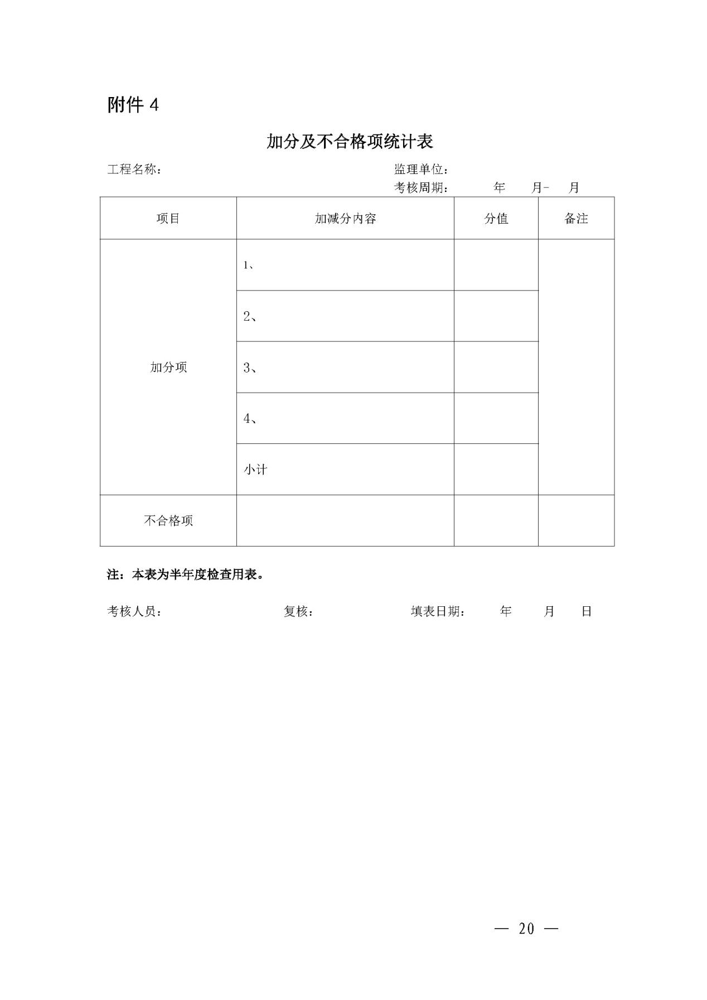 附件 4
加分及不合格项统计表
工程名称： 监理单位：
考核周期： 年 月- 月
项目 加减分内容 分值 备注
加分项
1、
2、
3、
4、
小计
不合格项
注：本表为半年度检查用表。
考核人员： 复核： 填表日期： 年 月 日
— 20 —